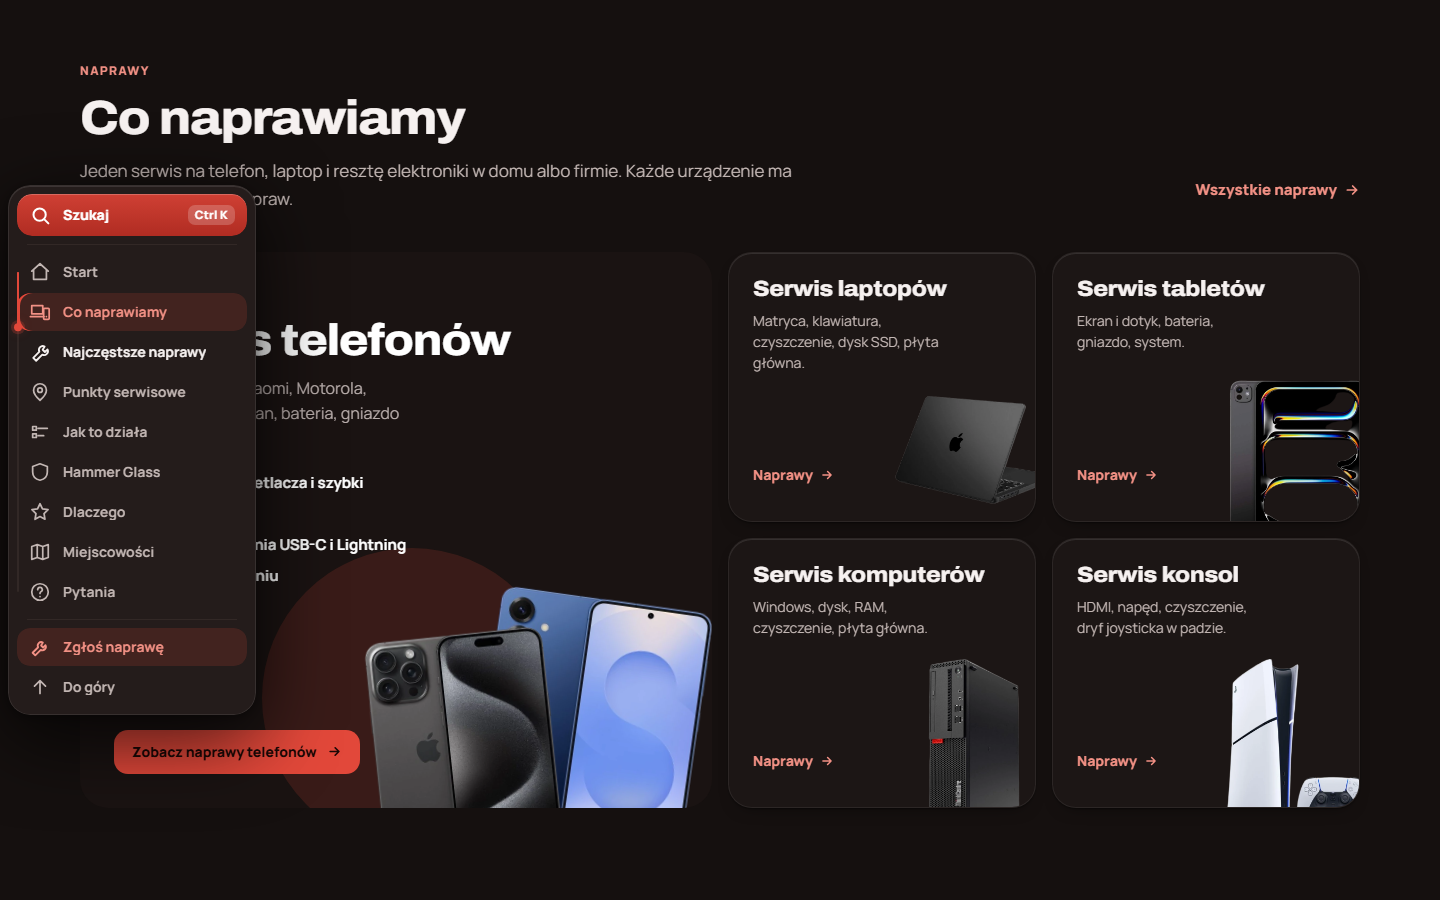 NAPRAWY
Co naprawiamy
Jeden serwis na telefon, laptop i resztę elektroniki w domu albo firmie. Każde urządzenie ma
praw.
Wszystkie naprawy
Szukaj
Ctrl K
Start
Co naprawiamy
Najczęstsze naprawy
Punkty serwisowe
Jak to działa
Hammer Glass
Dlaczego
Miejscowości
Pytania
Zgłoś naprawę
Do góry
s telefonów
aomi, Motorola,
an, bateria, gniazdo
etlacza i szybki
nia USB-C i Lightning
niu
Zobacz naprawy telefonów
Serwis laptopów
Matryca, klawiatura,
czyszczenie, dysk SSD, płyta
główna.
Naprawy
Serwis tabletów
Ekran i dotyk, bateria,
gniazdo, system.
Naprawy
Serwis komputerów
Windows, dysk, RAM,
czyszczenie, płyta główna.
Naprawy
Serwis konsol
HDMI, napęd, czyszczenie,
dryf joysticka w padzie.
Naprawy